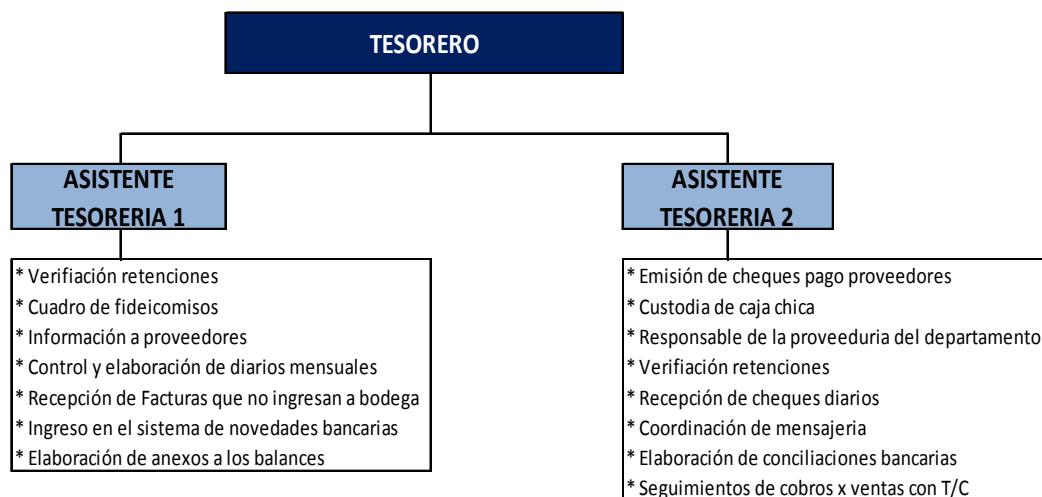 TESORERO
ASISTENTE
TESORERIA 1
* Verifiación retenciones
* Cuadro de fideicomisos
* Información a proveedores
* Control y elaboración de diarios mensuales
* Recepción de Facturas que no ingresan a bodega
* Ingreso en el sistema de novedades bancarias
* Elaboración de anexos a los balances
ASISTENTE
TESORERIA 2
* Emisión de cheques pago proveedores
* Custodia de caja chica
* Responsable de la proveeduria del departamento
* Verifiación retenciones
* Recepción de cheques diarios
* Coordinación de mensajeria
* Elaboración de conciliaciones bancarias
* Seguimientos de cobros x ventas con T/C